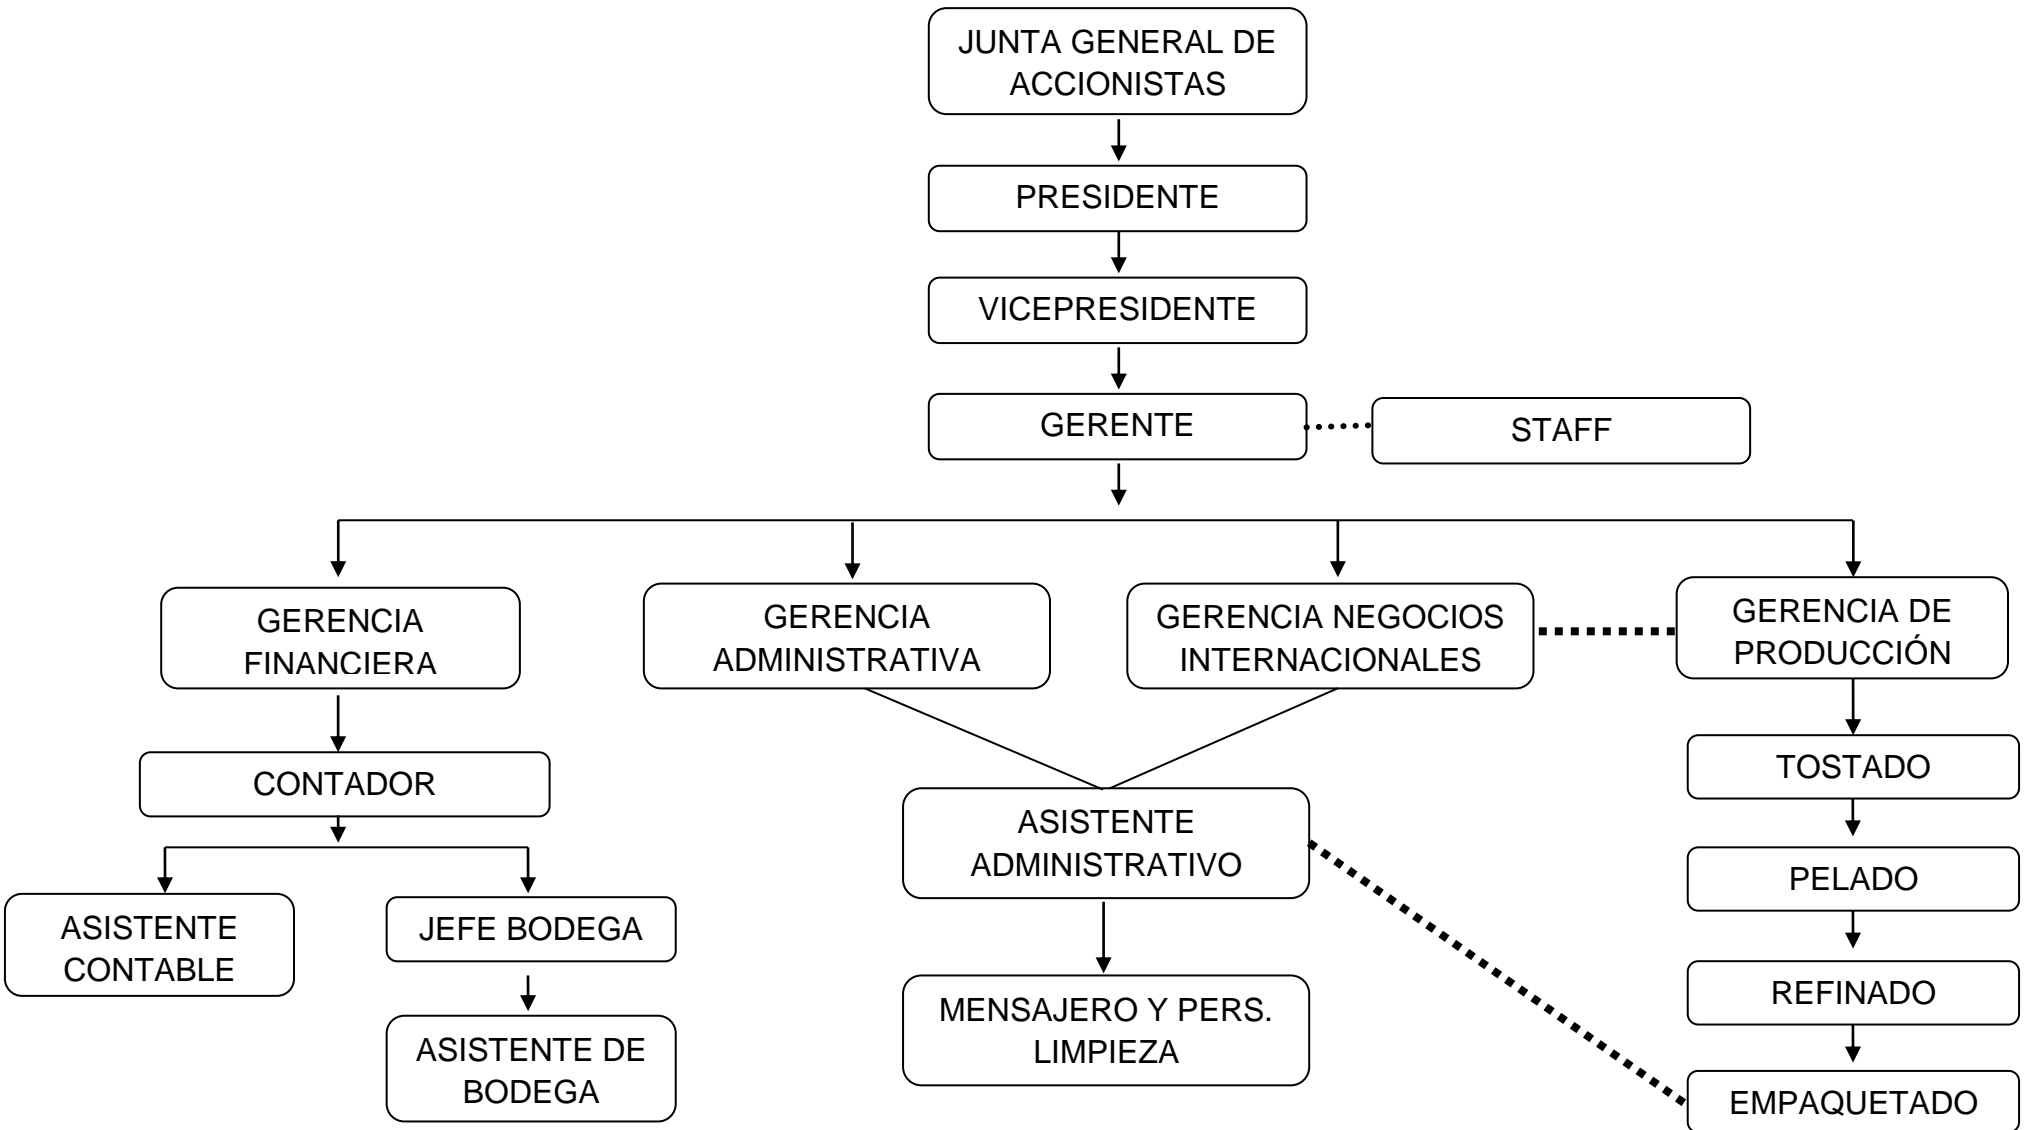 JUNTA GENERAL DE
ACCIONISTAS
PRESIDENTE
VICEPRESIDENTE
GERENTE
STAFF
GERENCIA
FINANCIERA
GERENCIA
ADMINISTRATIVA
GERENCIA NEGOCIOS
INTERNACIONALES
GERENCIA DE
PRODUCCIÓN
CONTADOR
ASISTENTE
CONTABLE
JEFE BODEGA
ASISTENTE DE
BODEGA
ASISTENTE
ADMINISTRATIVO
MENSAJERO Y PERS.
LIMPIEZA
TOSTADO
PELADO
REFINADO
EMPAQUETADO